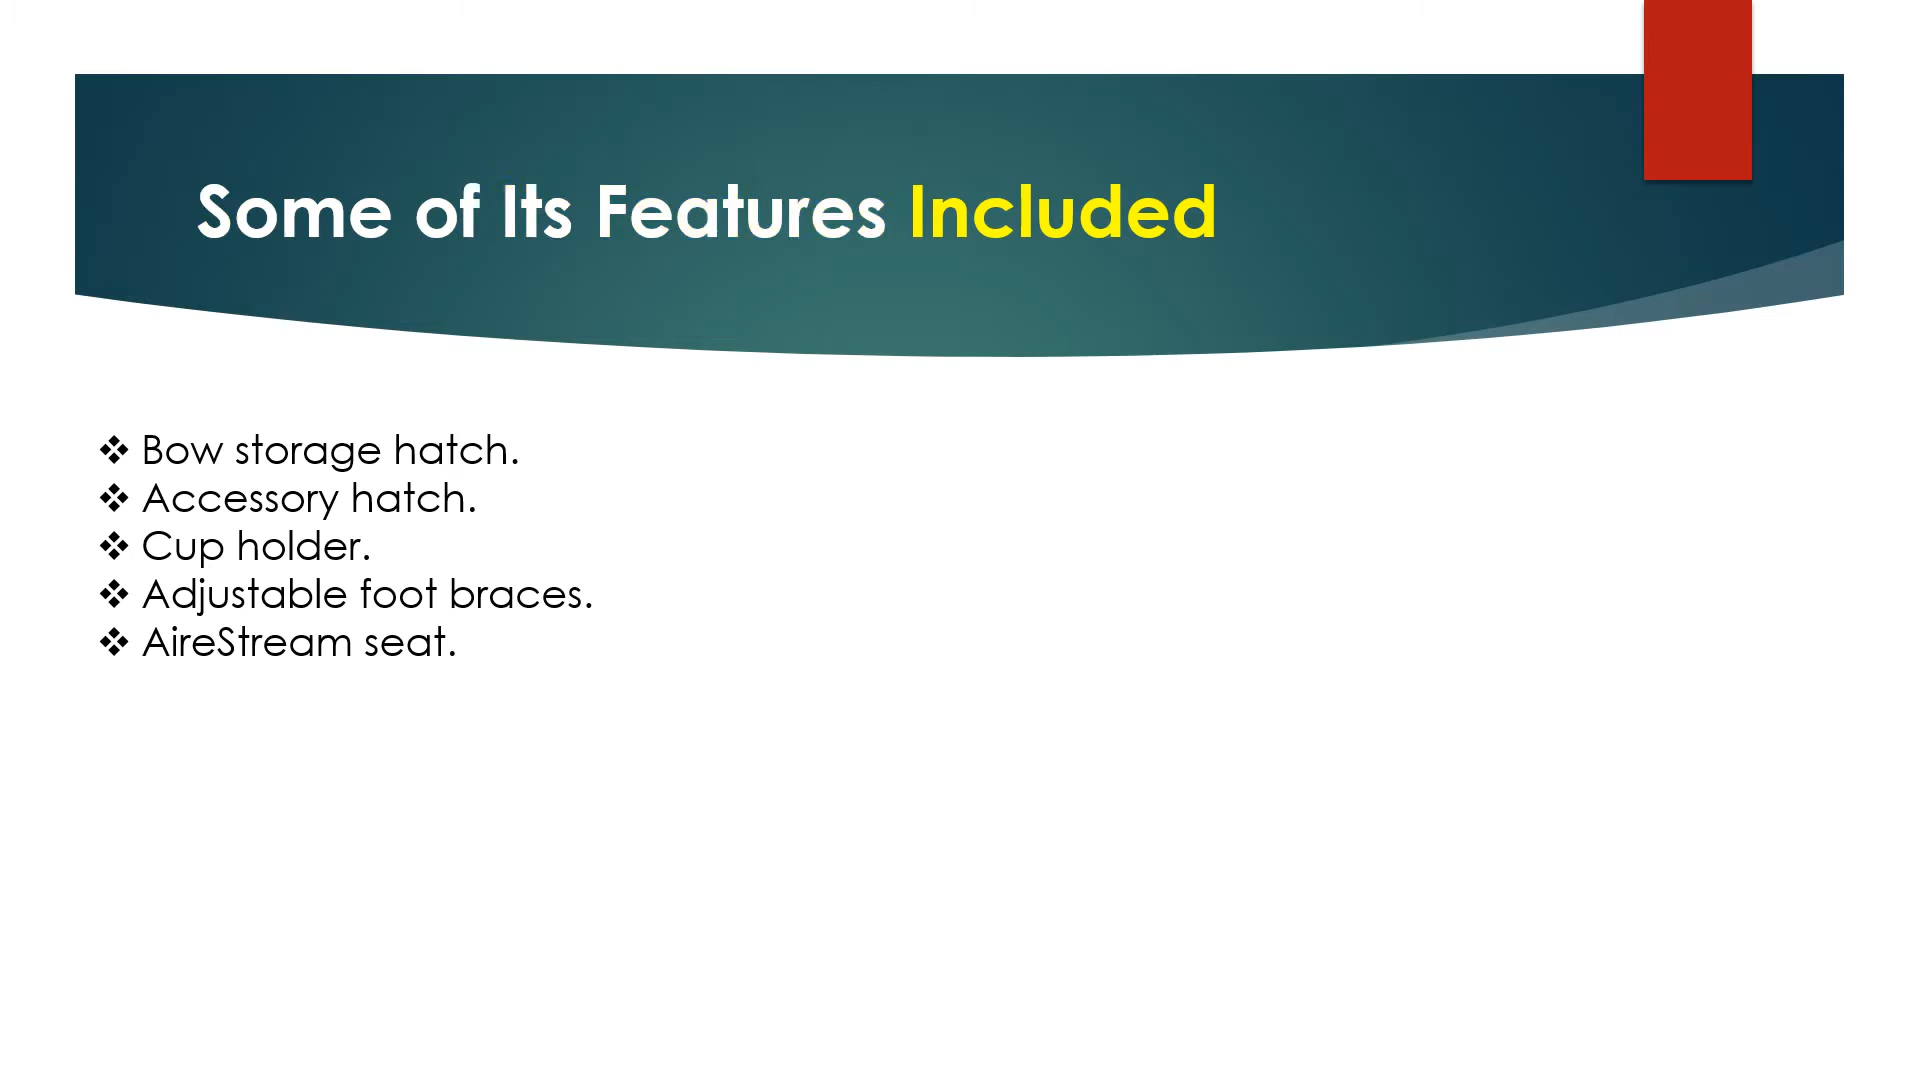 Some of Its Features Included
❖ Bow storage hatch.
❖ Accessory hatch.
❖ Cup holder.
❖ Adjustable foot braces.
❖ AireStream seat.